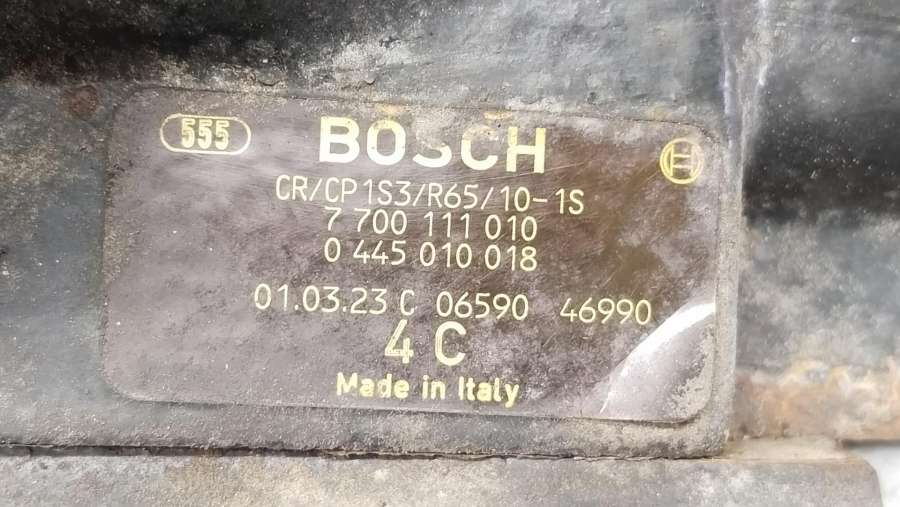 555
BOSCH
CR/CP1S3/R65/10-1S
7 700 111 010
0 445 010 018
01.03.23 C 06590 46990
4 C
Made in Italy